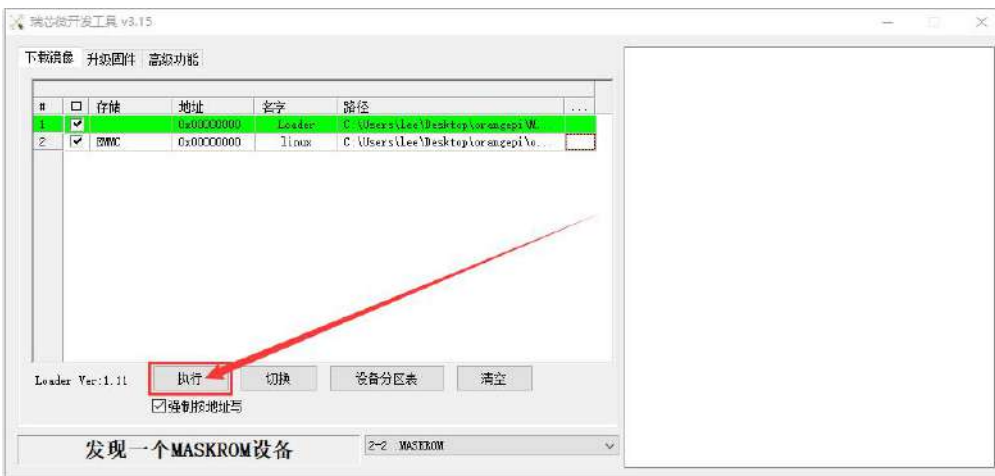 瑞芯微开发工具 v3.15
下载镜像 升级固件 高级功能
# 存储 地址 名字 路径 ...
1 0x00000000 Loader C:\Users\lee\Desktop\orangepi\M...
2 EMMC 0x00000000 linux C:\Users\lee\Desktop\orangepi\o...
Loader Ver:1.11 执行 切换 设备分区表 清空
强制按地址写
发现一个MASKROM设备 2-2 MASKROM